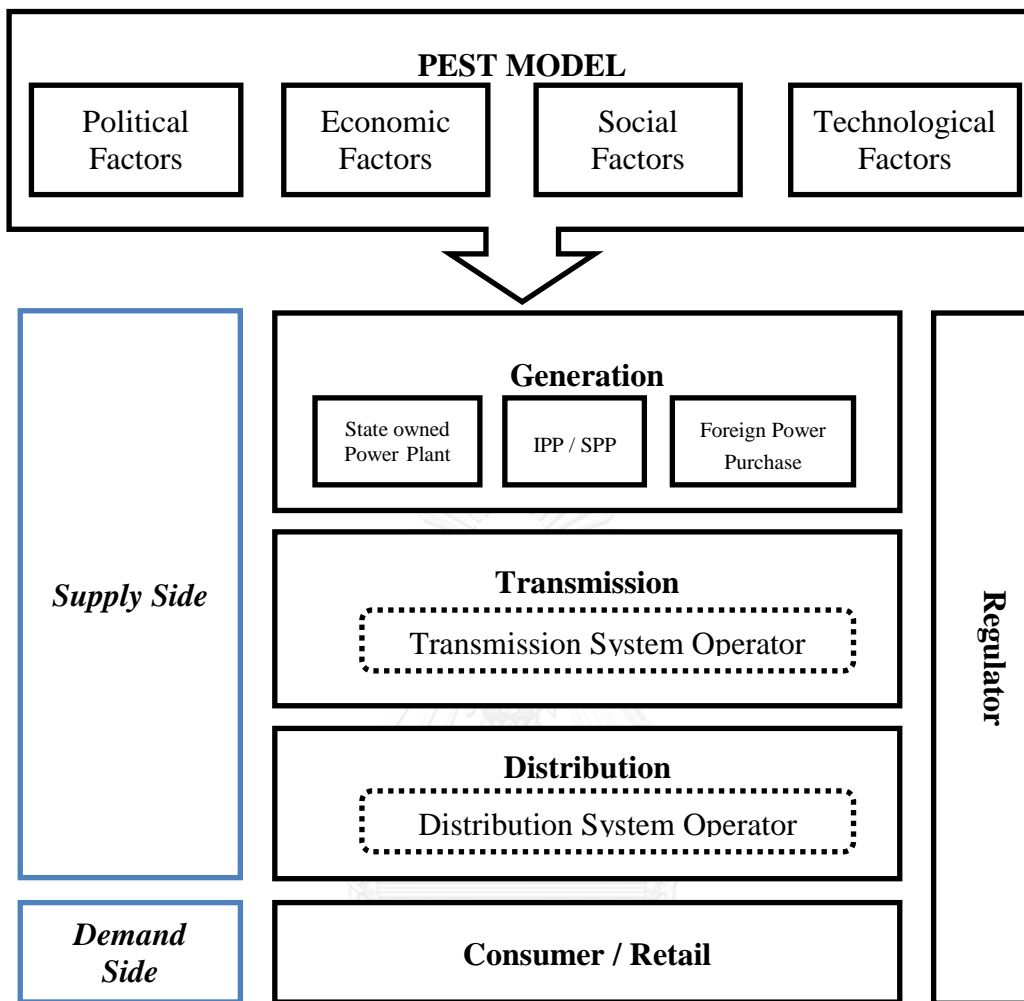 PEST MODEL
Political
Factors
Economic
Factors
Social
Factors
Technological
Factors
Generation
State owned
Power Plant
IPP / SPP
Foreign Power
Purchase
Supply Side
Transmission
Transmission System Operator
Regulator
Distribution
Distribution System Operator
Demand
Side
Consumer / Retail